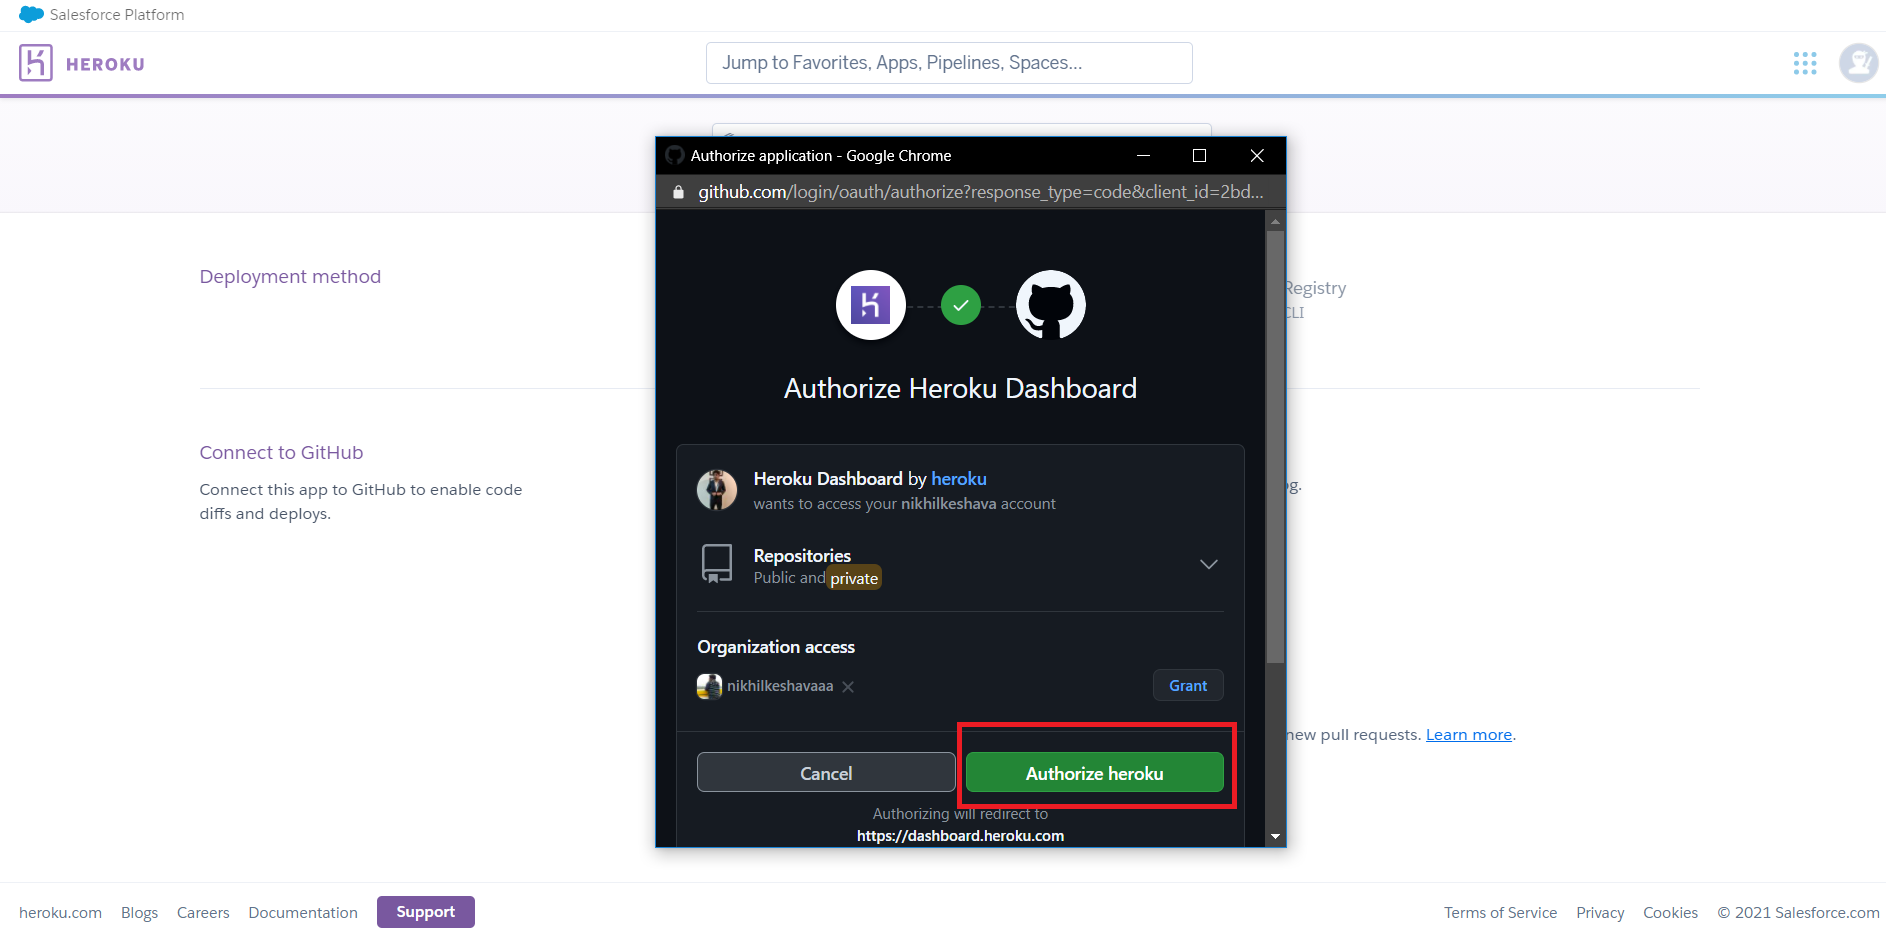 Salesforce Platform
HEROKU
Jump to Favorites, Apps, Pipelines, Spaces...
Authorize application - Google Chrome
github.com/login/oauth/authorize?response_type=code&client_id=2bd...
Deployment method
Registry
CLI
Authorize Heroku Dashboard
Connect to GitHub
Connect this app to GitHub to enable code
diffs and deploys.
Heroku Dashboard by heroku
wants to access your nikhilkeshava account
Repositories
Public and private
Organization access
nikhilkeshavaaa
Grant
new pull requests. Learn more.
Cancel
Authorize heroku
Authorizing will redirect to
https://dashboard.heroku.com
heroku.com Blogs Careers Documentation Support
Terms of Service Privacy Cookies © 2021 Salesforce.com